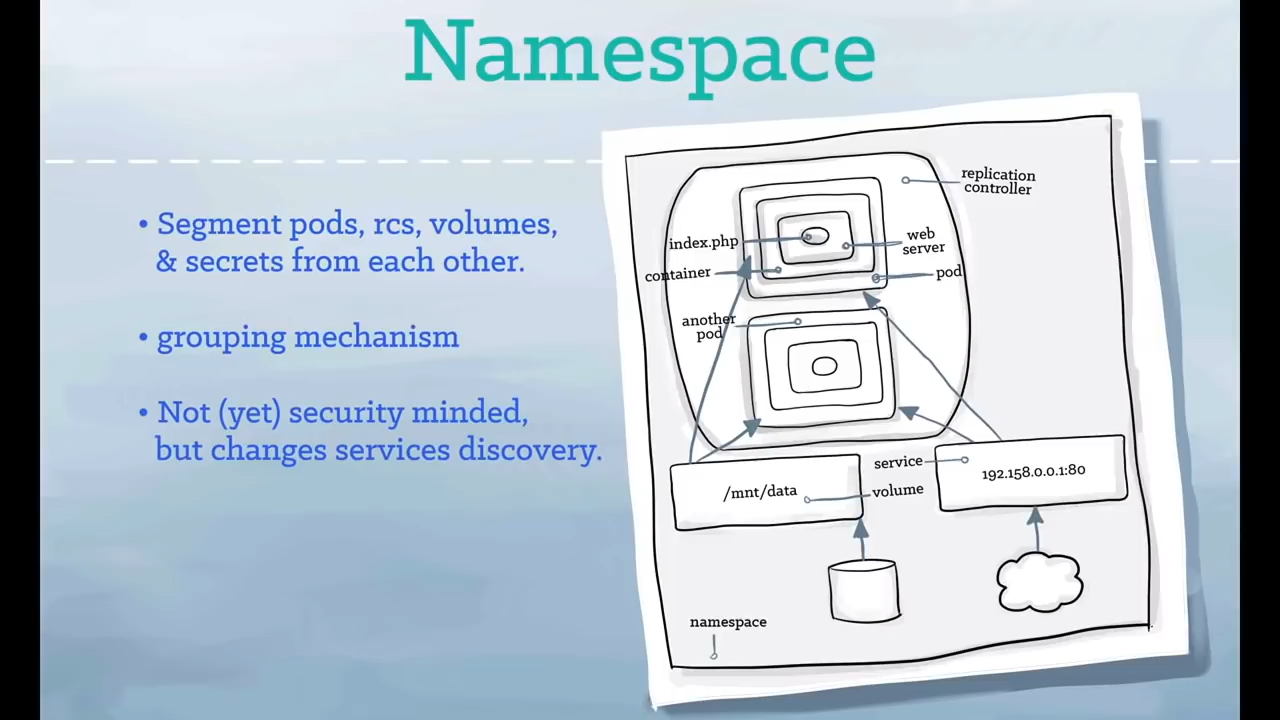 Namespace
• Segment pods, rcs, volumes,
& secrets from each other.
• grouping mechanism
• Not (yet) security minded,
but changes services discovery.
replication
controller
index.php
web
server
container
pod
another
pod
service
192.158.0.0.1:80
/mnt/data
volume
namespace